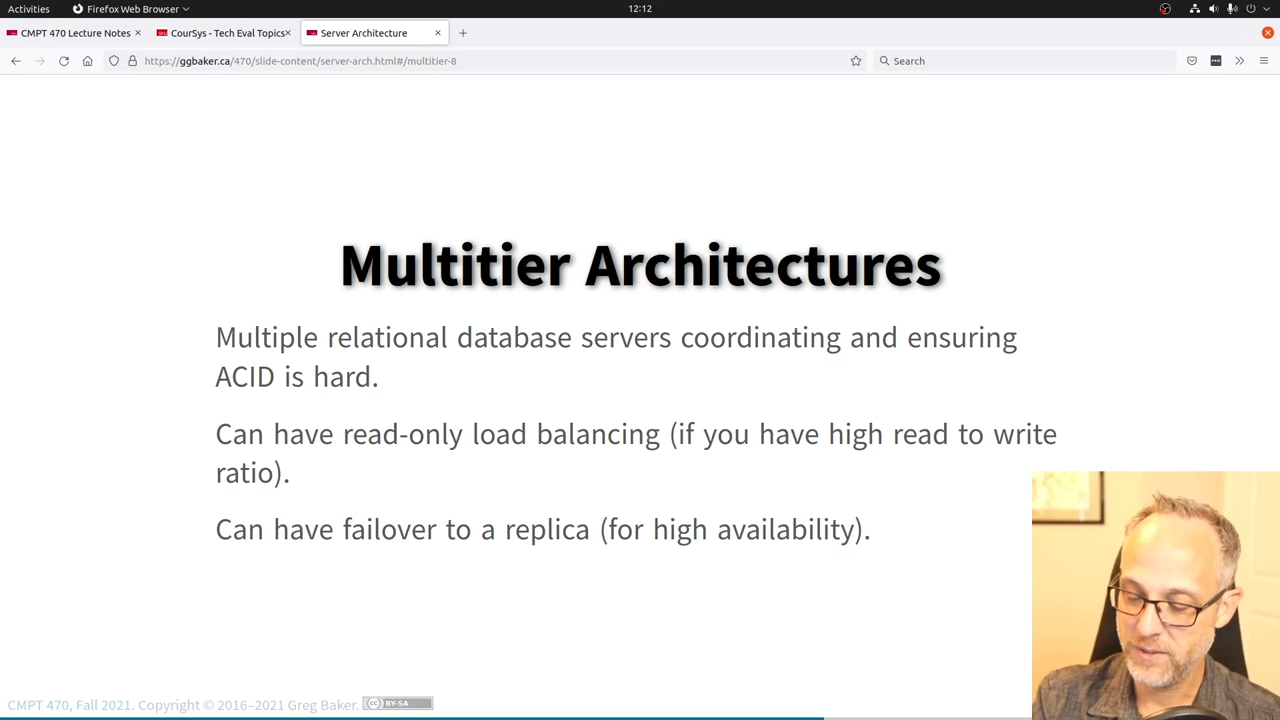 Activities
Firefox Web Browser
12:12
CMPT 470 Lecture Notes
CourSys - Tech Eval Topics
Server Architecture
https://ggbaker.ca/470/slide-content/server-arch.html#/multitier-8
Search
Multitier Architectures
Multiple relational database servers coordinating and ensuring
ACID is hard.
Can have read-only load balancing (if you have high read to write
ratio).
Can have failover to a replica (for high availability).
CMPT 470, Fall 2021. Copyright © 2016–2021 Greg Baker.
cc BY-SA